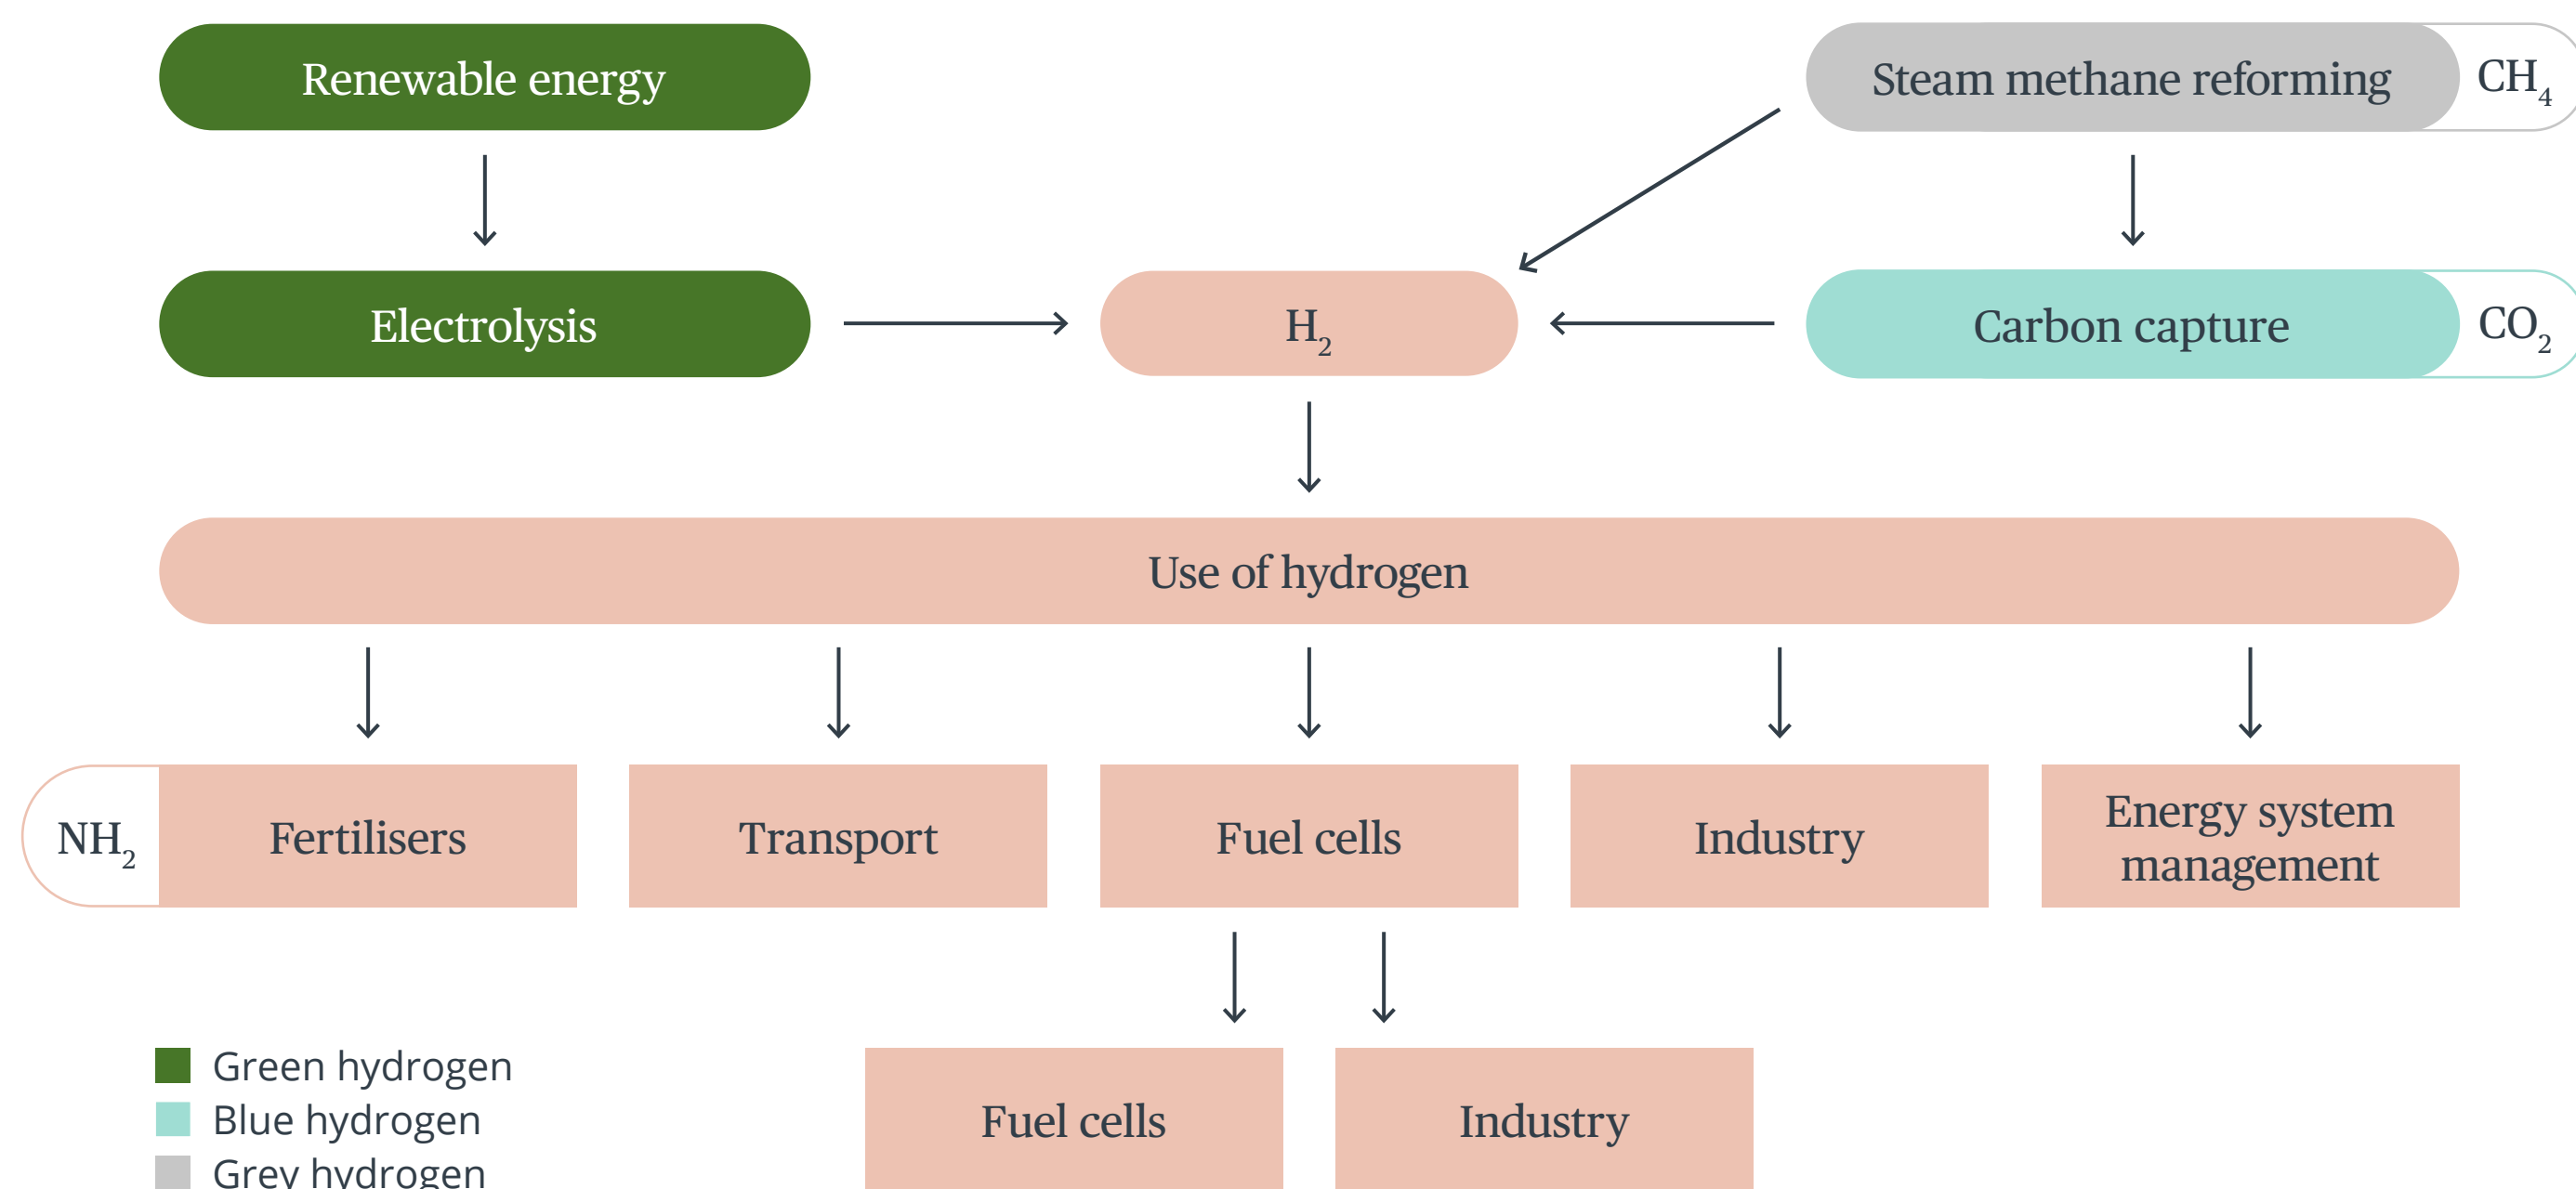 Renewable energy
Steam methane reforming
CH₄
Electrolysis
H₂
Carbon capture
CO₂
Use of hydrogen
NH₂
Fertilisers
Transport
Fuel cells
Industry
Energy system
management
Fuel cells
Industry
Green hydrogen
Blue hydrogen
Grey hydrogen